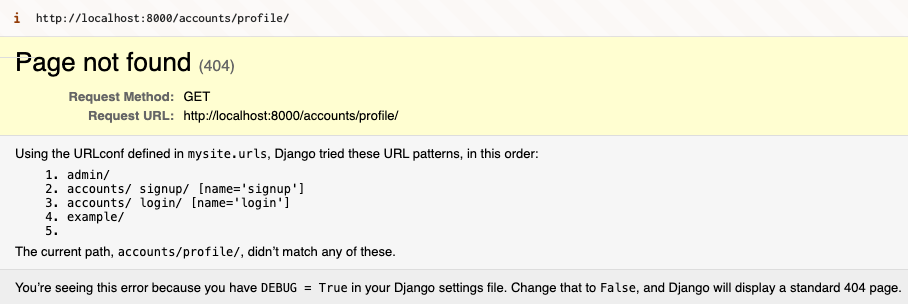 i http://localhost:8000/accounts/profile/
Page not found (404)
Request Method: GET
Request URL: http://localhost:8000/accounts/profile/
Using the URLconf defined in mysite.urls, Django tried these URL patterns, in this order:
1. admin/
2. accounts/ signup/ [name='signup']
3. accounts/ login/ [name='login']
4. example/
5.
The current path, accounts/profile/, didn’t match any of these.
You’re seeing this error because you have DEBUG = True in your Django settings file. Change that to False, and Django will display a standard 404 page.